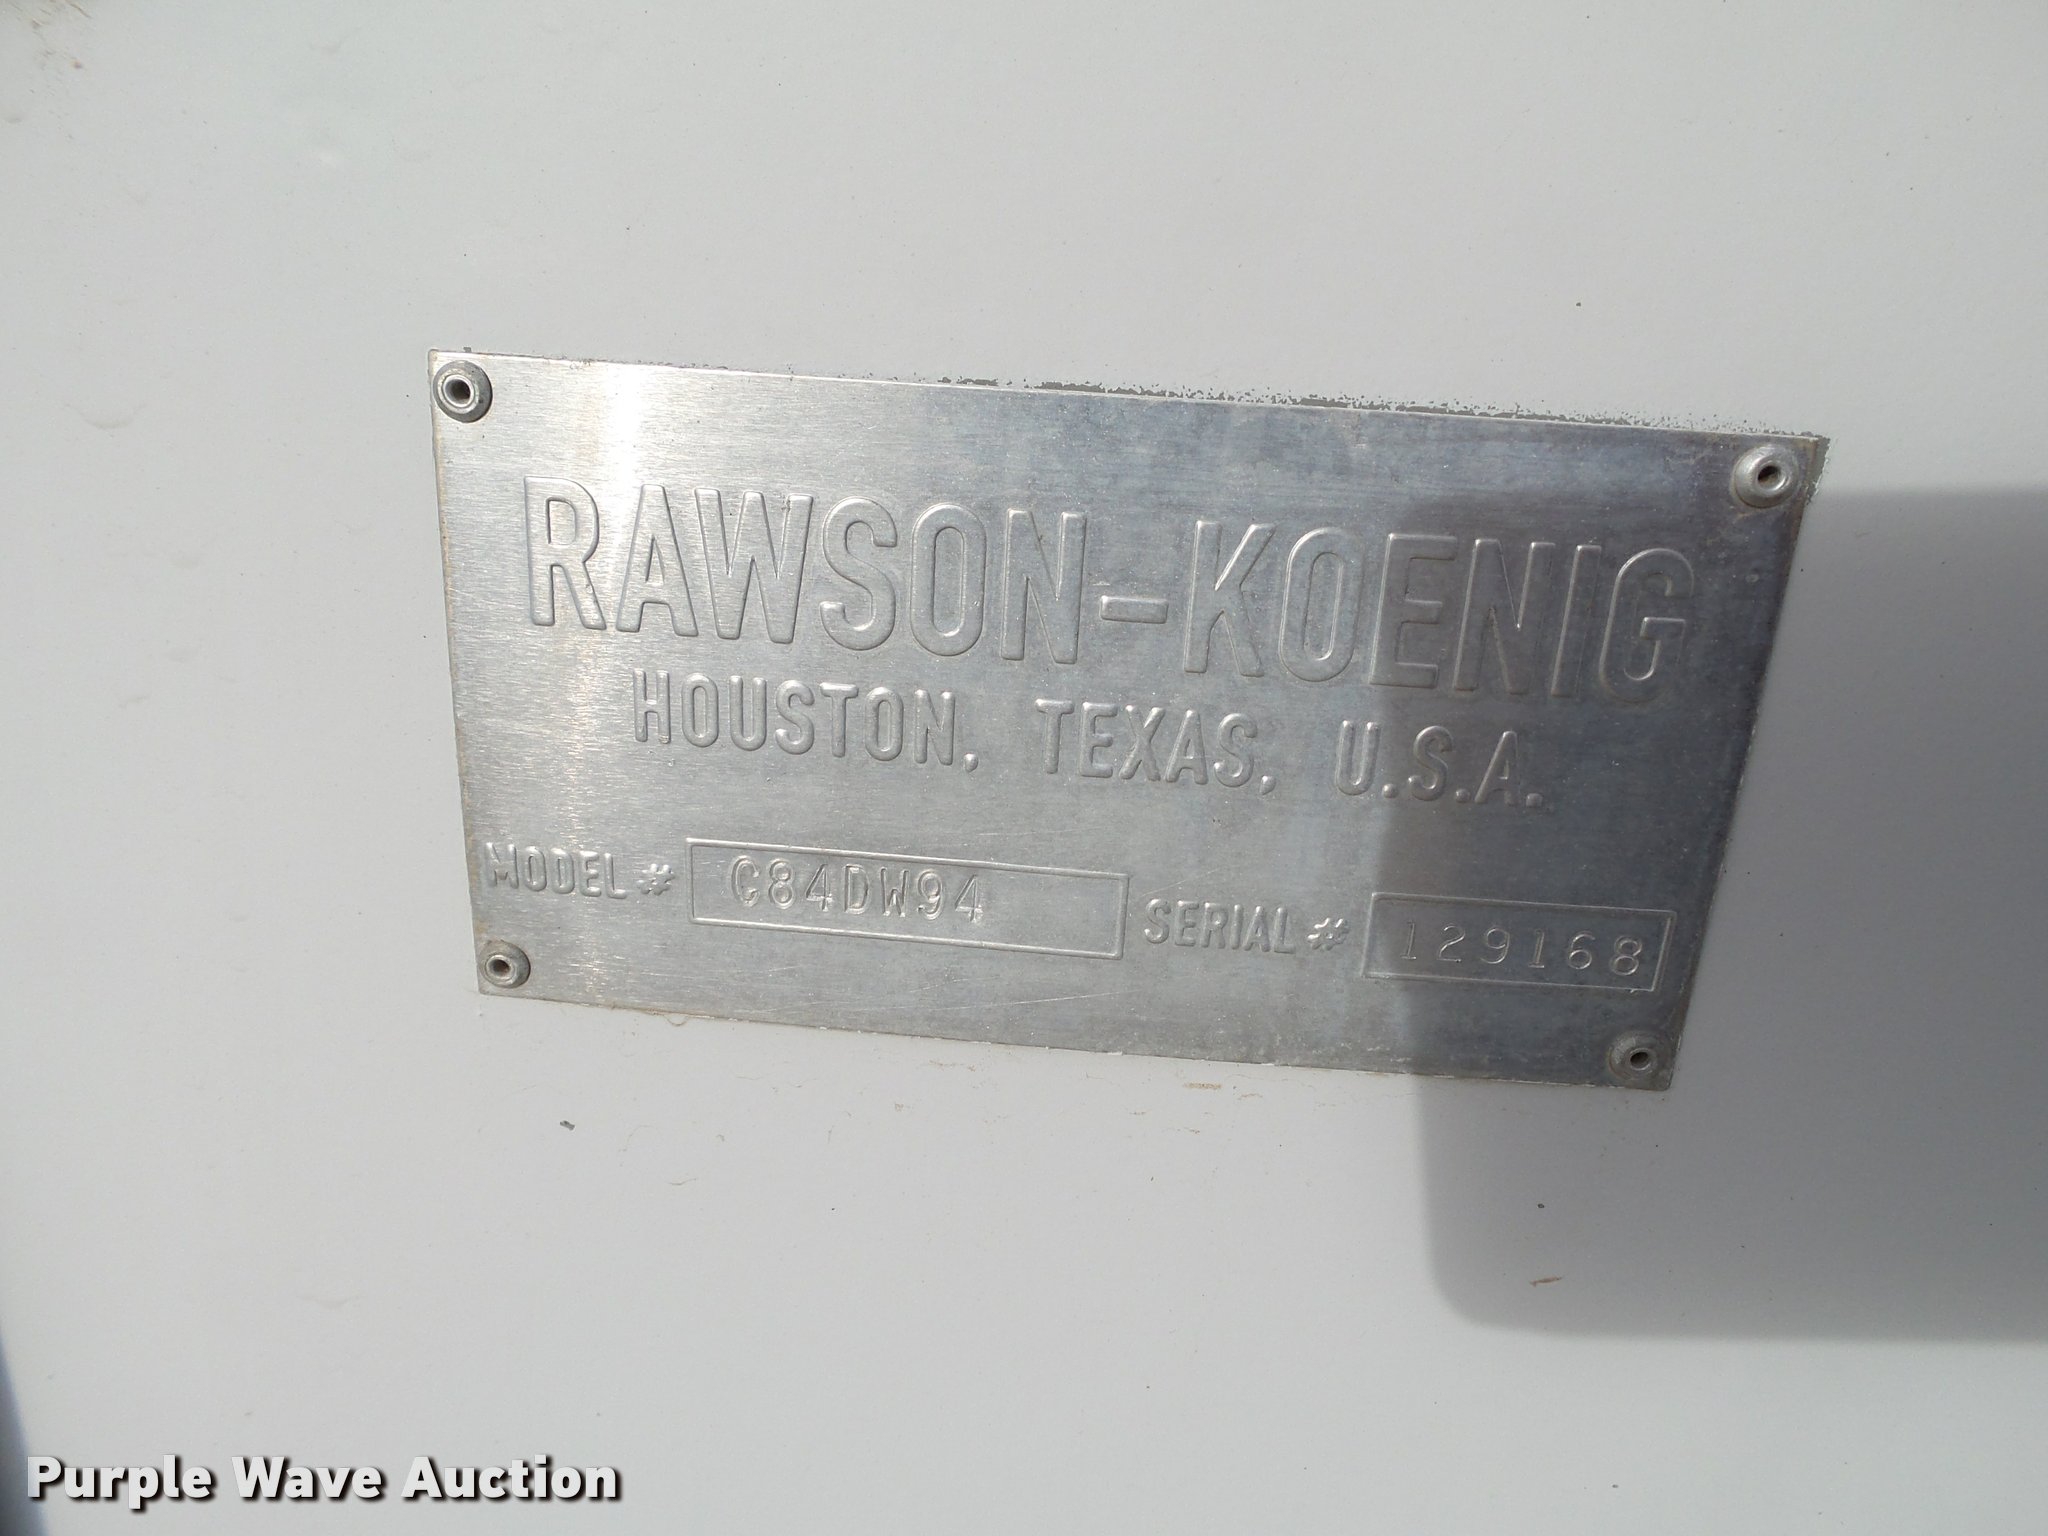 RAWSON-KOENIG
HOUSTON, TEXAS, U.S.A.
MODEL # C84DW94 SERIAL # 129168
Purple Wave Auction